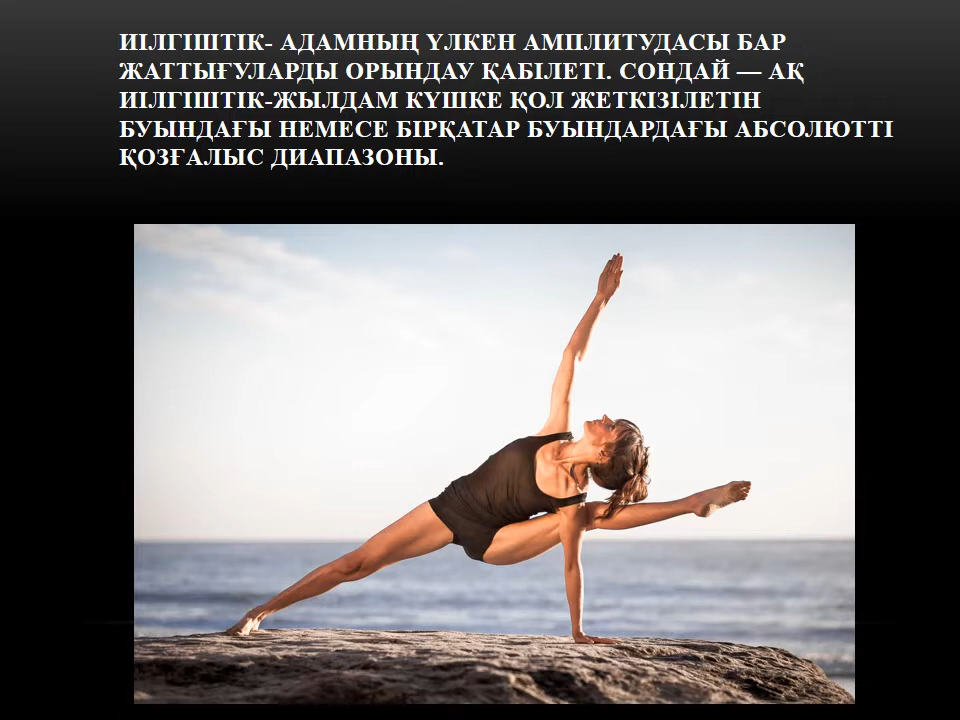 ИІЛГІШТІК- АДАМНЫҢ ҮЛКЕН АМПЛИТУДАСЫ БАР
ЖАТТЫҒУЛАРДЫ ОРЫНДАУ ҚАБІЛЕТІ. СОНДАЙ — АҚ
ИІЛГІШТІК-ЖЫЛДАМ КҮШКЕ ҚОЛ ЖЕТКІЗІЛЕТІН
БУЫНДАҒЫ НЕМЕСЕ БІРҚАТАР БУЫНДАРДАҒЫ АБСОЛЮТТІ
ҚОЗҒАЛЫС ДИАПАЗОНЫ.